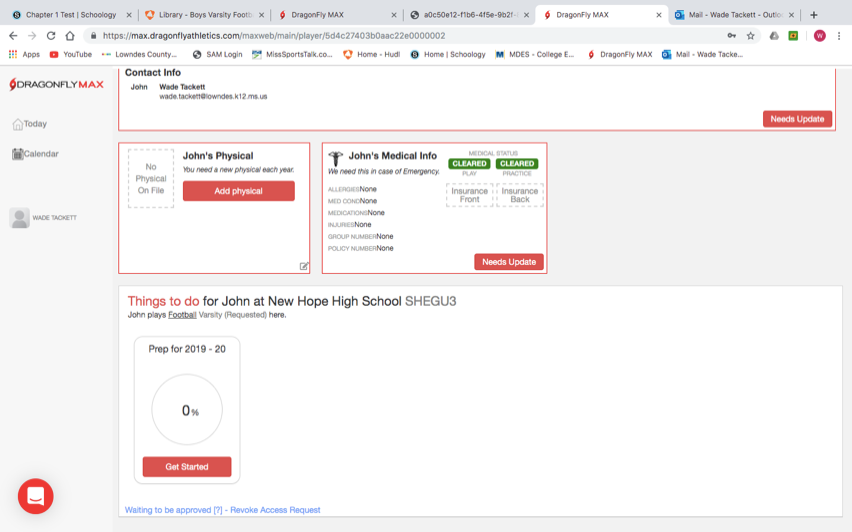 Chapter 1 Test | Schoology
Library - Boys Varsity Footb
DragonFly MAX
a0c50e12-f1b6-4f5e-9b2f-
DragonFly MAX
Mail - Wade Tackett - Outlo
https://max.dragonflyathletics.com/maxweb/main/player/5d4c27403b0aac22e0000002
W
Apps
YouTube
Lowndes County...
SAM Login
MissSportsTalk.co...
Home - Hudl
Home | Schoology
MDES - College E...
DragonFly MAX
Mail - Wade Tacke...
DRAGONFLYMAX
Today
Calendar
WADE TACKETT
Contact Info
John Wade Tackett
wade.tackett@lowndes.k12.ms.us
Needs Update
No
Physical
On File
John's Physical
You need a new physical each year.
Add physical
John's Medical Info
We need this in case of Emergency.
MEDICAL STATUS
CLEARED CLEARED
PLAY PRACTICE
ALLERGIESNone
MED CONDNone
MEDICATIONSNone
INJURIESNone
GROUP NUMBERNone
POLICY NUMBERNone
Insurance
Front
Insurance
Back
Needs Update
Things to do for John at New Hope High School SHEGU3
John plays Football Varsity (Requested) here.
Prep for 2019 - 20
0%
Get Started
Waiting to be approved [?] - Revoke Access Request